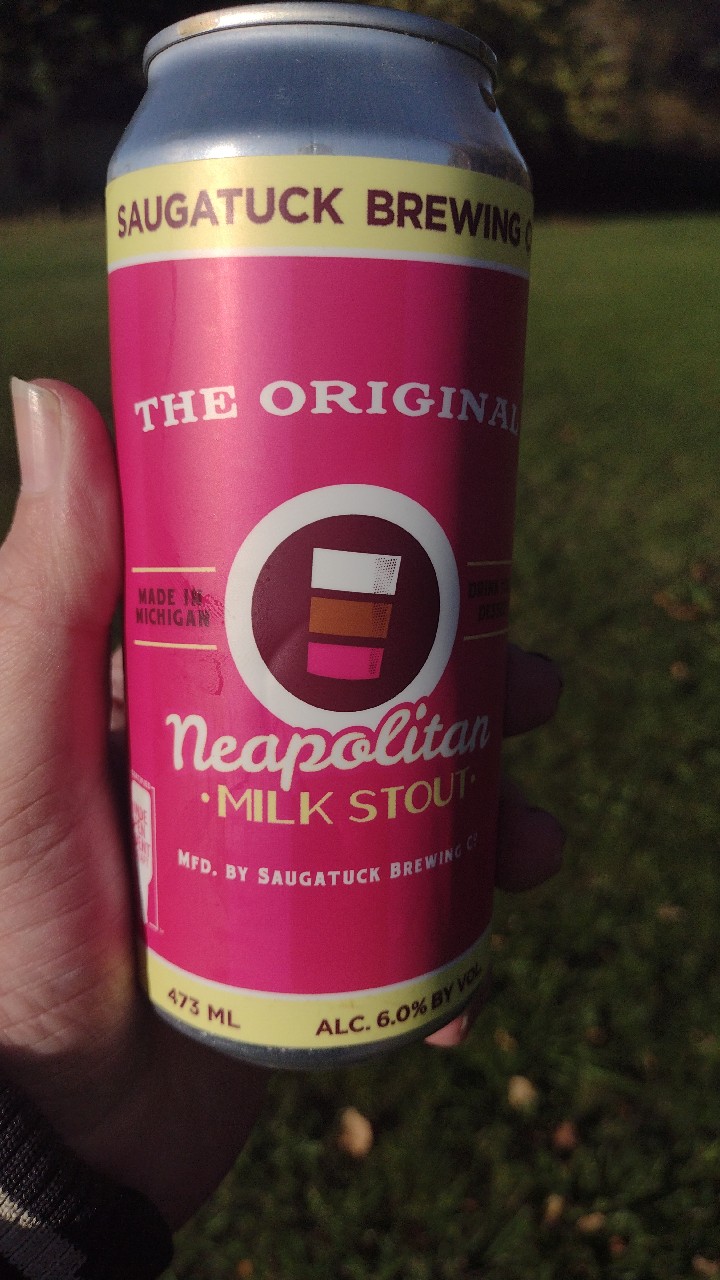 SAUGATUCK BREWING
THE ORIGINAL
MADE IN
MICHIGAN
DRINK
Neapolitan
·MILK STOUT·
MFD. BY SAUGATUCK BREWING CO
473 ML
ALC. 6.0% BY VOL